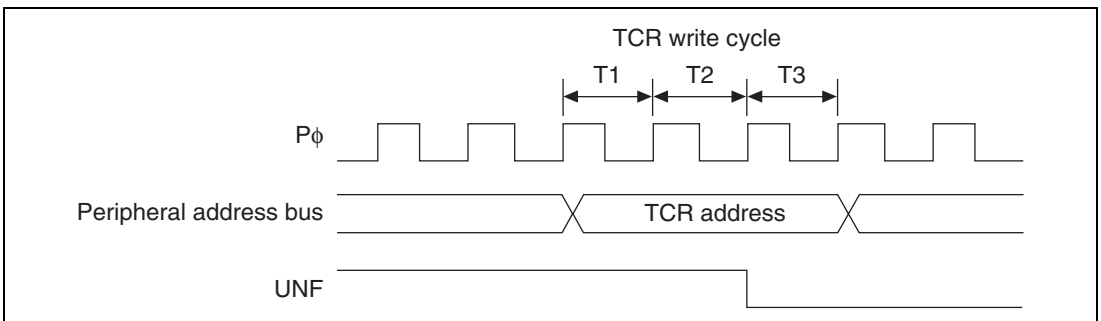 TCR write cycle
T1 T2 T3
Pϕ
Peripheral address bus
TCR address
UNF